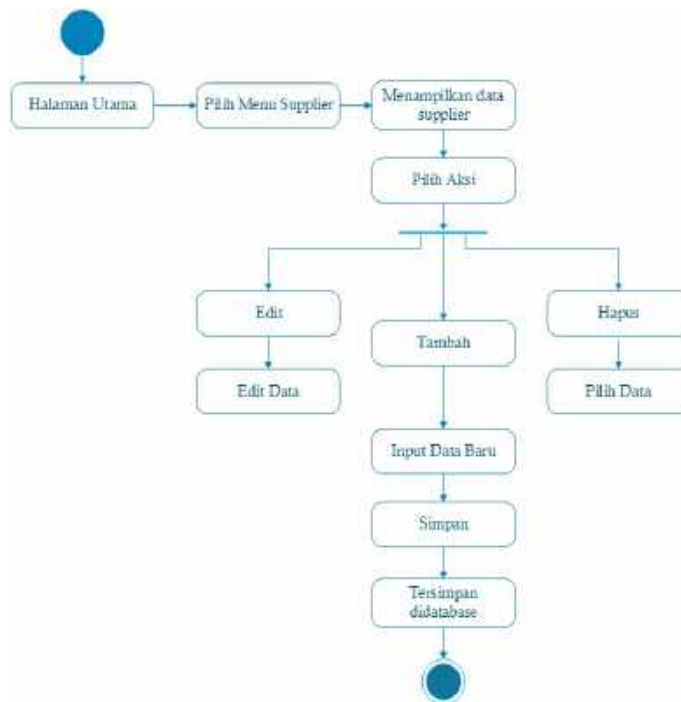 Halaman Utama
Pilih Menu Supplier
Menampilkan data
supplier
Pilih Aksi
Edit
Tambah
Hapus
Edit Data
Pilih Data
Input Data Baru
Simpan
Tersimpan
didatabase